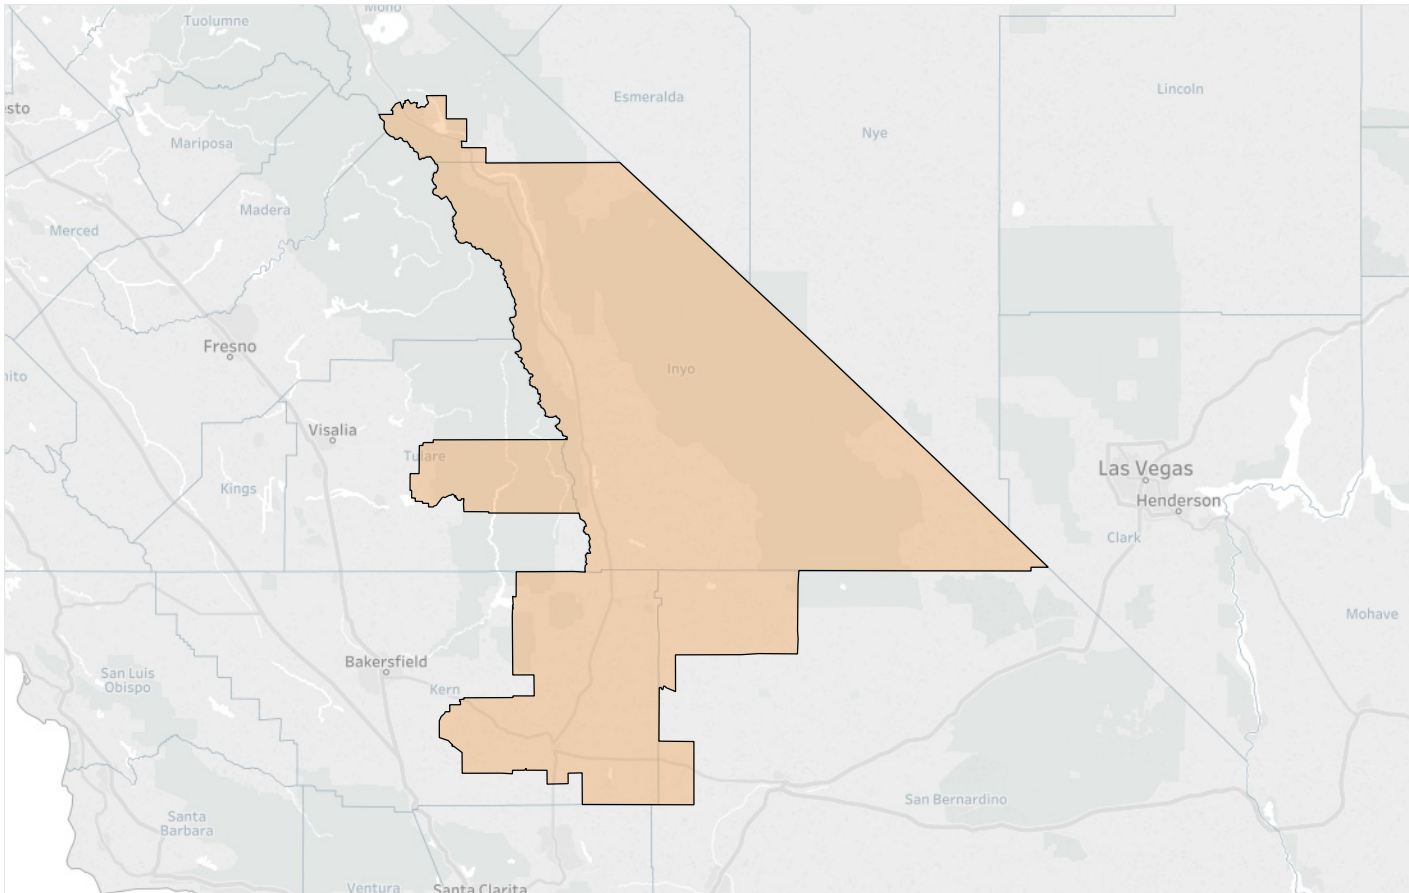 Mono
Tuolumne
Esmeralda
Lincoln
esto
Nye
Mariposa
Madera
Merced
Fresno
Inyo
nito
Visalia
Tulare
Las Vegas
Kings
Henderson
Clark
Mohave
Bakersfield
San Luis
Obispo
Kern
San Bernardino
Santa
Barbara
Ventura
Santa Clarita